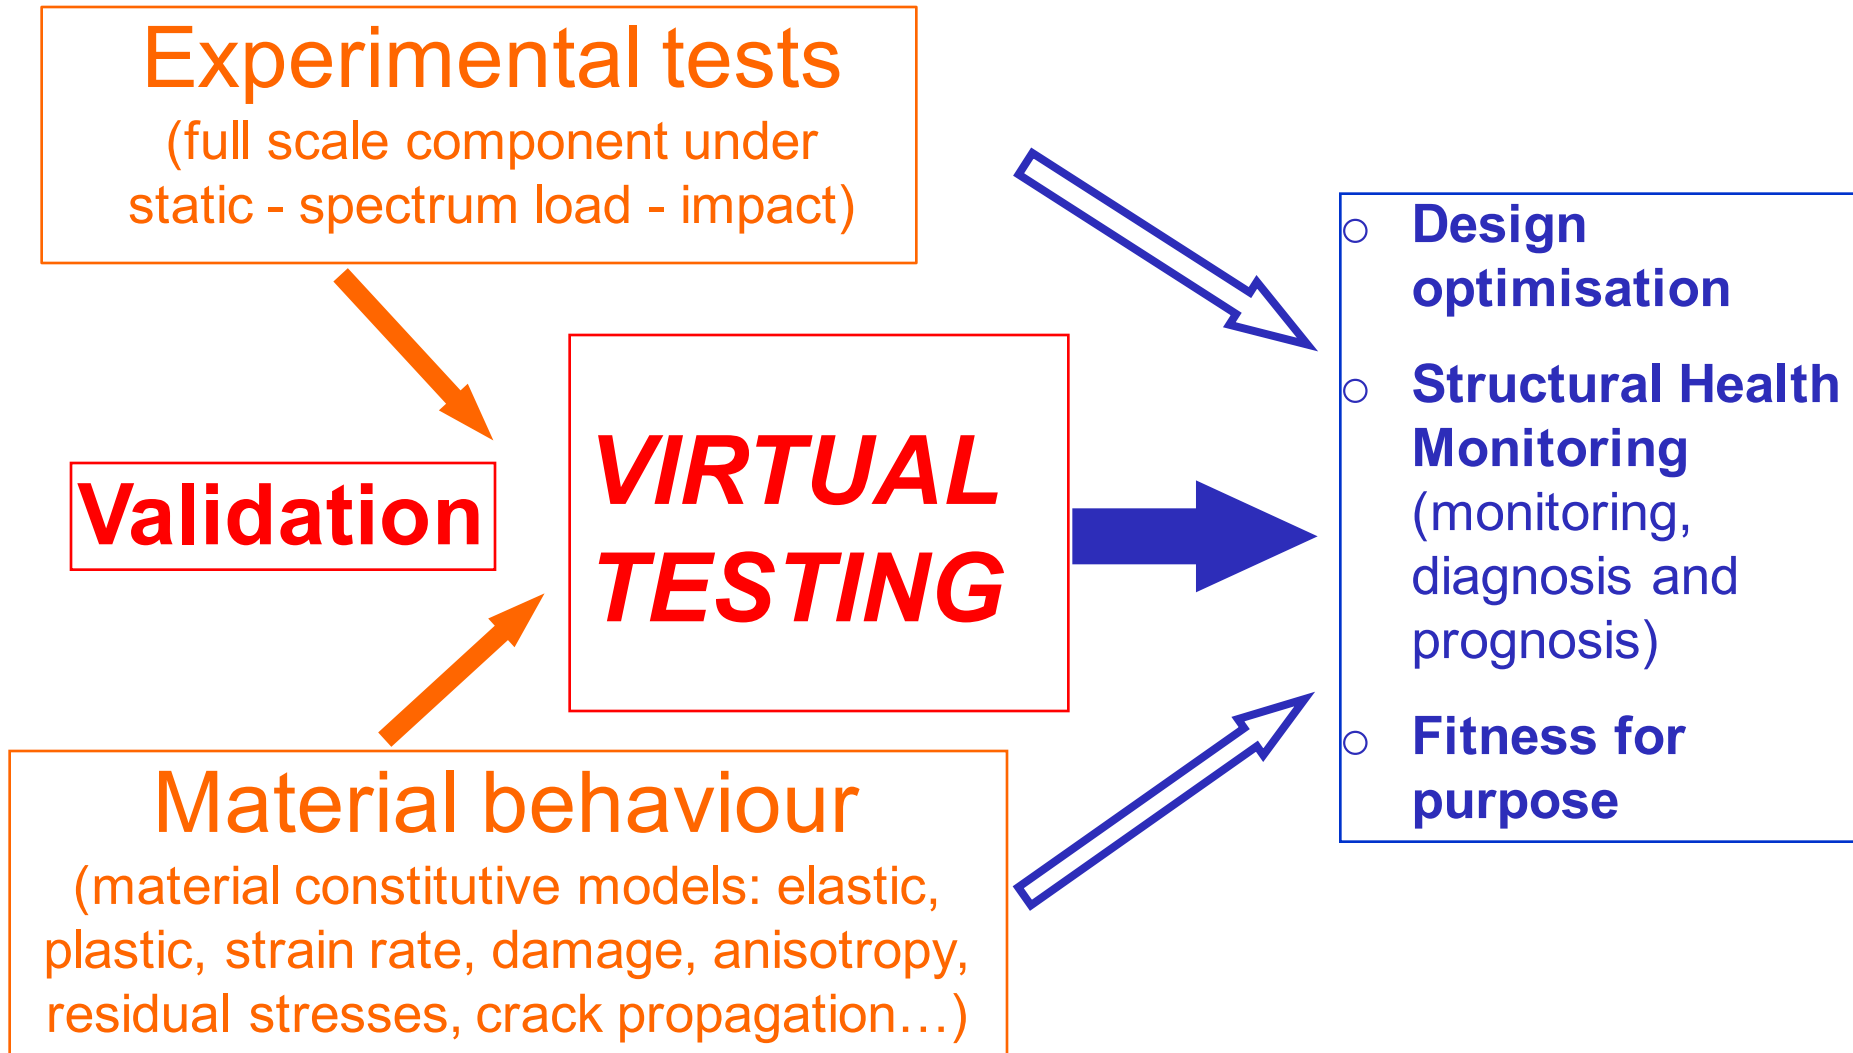 Experimental tests
(full scale component under
static - spectrum load - impact)
Validation
VIRTUAL
TESTING
Material behaviour
(material constitutive models: elastic,
plastic, strain rate, damage, anisotropy,
residual stresses, crack propagation…)
○ Design
optimisation
○ Structural Health
Monitoring
(monitoring,
diagnosis and
prognosis)
○ Fitness for
purpose